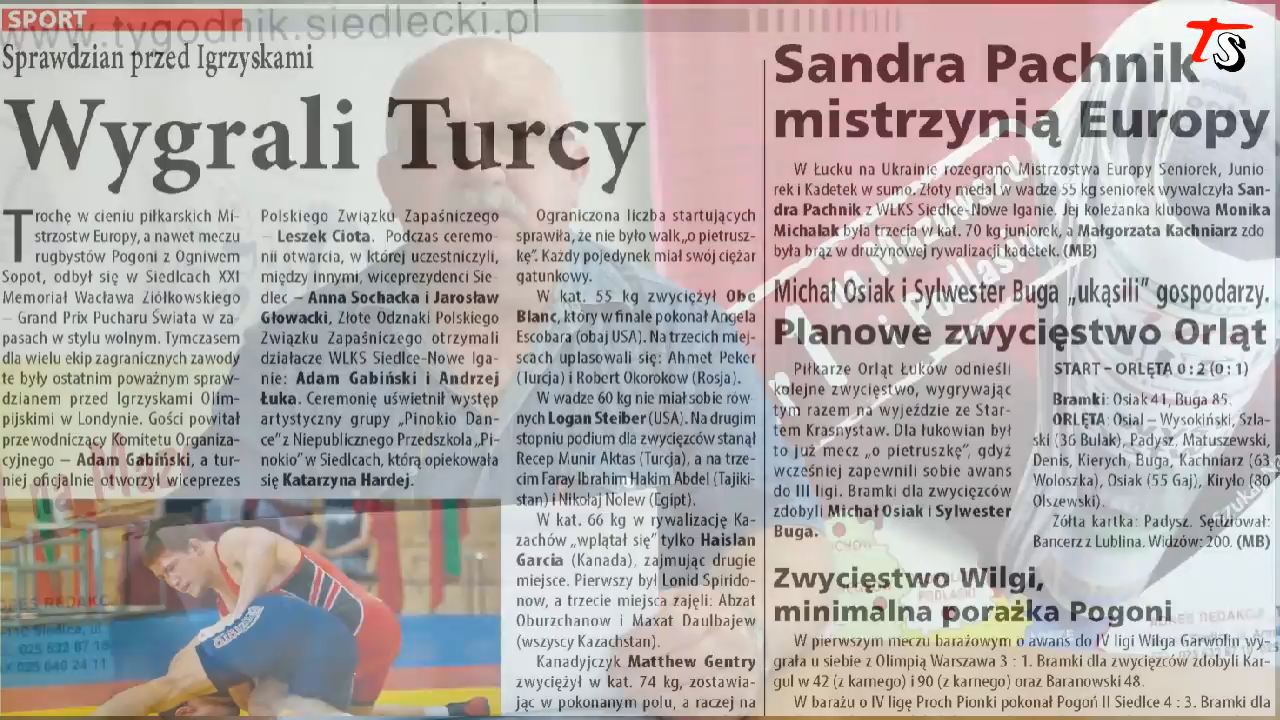 SPORT
www.tygodnik.siedlecki.pl
TS
Sprawdzian przed Igrzyskami
Wygrali Turcy
Trochę w cieniu piłkarskich Mi-
strzostw Europy, a nawet meczu
rugbystów Pogoni z Ogniwem
Sopot, odbył się w Siedlcach XXI
Memoriał Wacława Ziółkowskiego
– Grand Prix Pucharu Świata w za-
pasach w stylu wolnym. Tymczasem
dla wielu ekip zagranicznych zawody
te były ostatnim poważnym spraw-
dzianem przed Igrzyskami Olim-
pijskimi w Londynie. Gości powitał
przewodniczący Komitetu Organiza-
cyjnego – Adam Gabiński, a tur-
niej oficjalnie otworzył wiceprezes
Polskiego Związku Zapaśniczego
– Leszek Ciota. Podczas ceremo-
nii otwarcia, w której uczestniczyli,
między innymi, wiceprezydenci Sie-
dlec – Anna Sochacka i Jarosław
Głowacki, Złote Odznaki Polskiego
Związku Zapaśniczego otrzymali
działacze WLKS Siedlce-Nowe Iga-
nie: Adam Gabiński i Andrzej
Łuka. Ceremonię uświetnił występ
artystyczny grupy „Pinokio Dan-
ce” z Niepublicznego Przedszkola „Pi-
nokio” w Siedlcach, którą opiekowała
się Katarzyna Hardej.
Ograniczona liczba startujących
sprawiła, że nie było walk „o pietrusz-
kę”. Każdy pojedynek miał swój ciężar
gatunkowy.
W kat. 55 kg zwyciężył Obe
Blanc, który w finale pokonał Angela
Escobara (obaj USA). Na trzecich miej-
scach uplasowali się: Ahmet Peker
(Turcja) i Robert Okorokow (Rosja).
W wadze 60 kg nie miał sobie rów-
nych Logan Steiber (USA). Na drugim
stopniu podium dla zwycięzców stanął
Recep Munir Aktas (Turcja), a na trze-
cim Faray Ibrahim Hakim Abdel (Tajiki-
stan) i Nikołaj Nolew (Egipt).
W kat. 66 kg w rywalizację Ka-
zachów „wplątał się” tylko Haislan
Garcia (Kanada), zajmując drugie
miejsce. Pierwszy był Lonid Spirido-
now, a trzecie miejsca zajęli: Abzat
Oburzchanow i Maxat Daulbajew
(wszyscy Kazachstan).
Kanadyjczyk Matthew Gentry
zwyciężył w kat. 74 kg, zostawia-
jąc w pokonanym polu, a raczej na
Sandra Pachnik
mistrzynią Europy
W Łucku na Ukrainie rozegrano Mistrzostwa Europy Seniorek, Junio
rek i Kadetek w sumo. Złoty medal w wadze 55 kg seniorek wywalczyła San-
dra Pachnik z WLKS Siedlce-Nowe Iganie. Jej koleżanka klubowa Monika
Michalak była trzecia w kat. 70 kg juniorek, a Małgorzata Kachniarz zdo
była brąz w drużynowej rywalizacji kadetek. (MB)
Michał Osiak i Sylwester Buga „ukąsili” gospodarzy.
Planowe zwycięstwo Orląt
Piłkarze Orląt Łuków odnieśli
kolejne zwycięstwo, wygrywając
tym razem na wyjeździe ze Star-
tem Krasnystaw. Dla łukowian był
to już mecz „o pietruszkę”, gdyż
wcześniej zapewnili sobie awans
do III ligi. Bramki dla zwycięzców
zdobyli Michał Osiak i Sylwester
Buga.
START – ORLĘTA 0 : 2 (0 : 1)
Bramki: Osiak 41, Buga 85.
ORLĘTA: Osial – Wysokiński, Szla-
ski (36 Bułak), Padysz, Matuszewski,
Denis, Kierych, Buga, Kachniarz (63
Woloszka), Osiak (55 Gaj), Kiryło (80
Olszewski).
Żółta kartka: Padysz. Sędziował:
Bancerz z Lublina. Widzów: 200. (MB)
Zwycięstwo Wilgi,
minimalna porażka Pogoni
W pierwszym meczu barażowym o awans do IV ligi Wilga Garwolin wy-
grała u siebie z Olimpią Warszawa 3 : 1. Bramki dla zwycięzców zdobyli Kar-
gul w 42 (z karnego) i 90 (z karnego) oraz Baranowski 48.
W barażu o IV ligę Proch Pionki pokonał Pogoń II Siedlce 4 : 3. Bramki dla